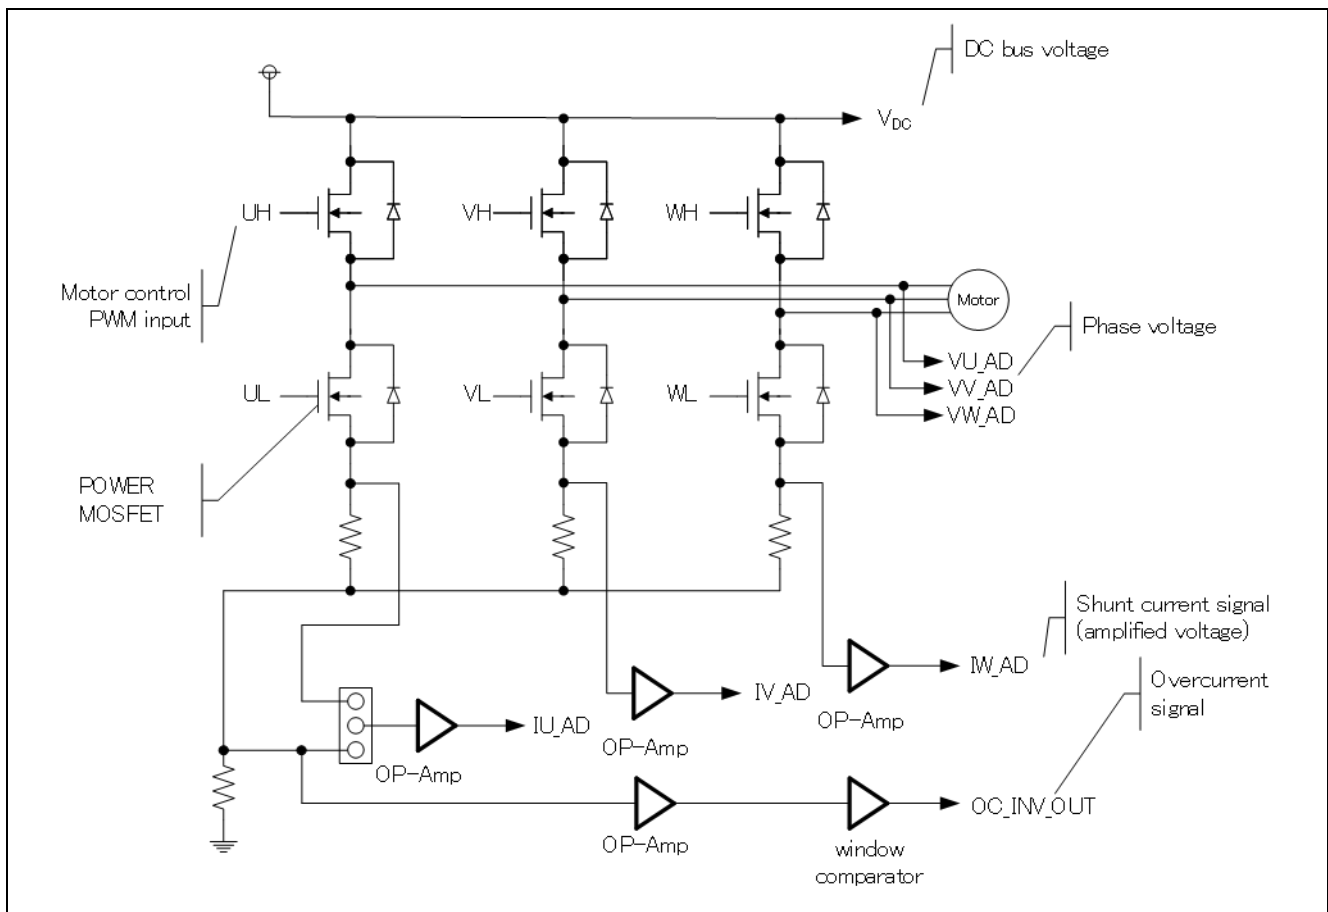 DC bus voltage
VDC
UH
VH
WH
Motor control
PWM input
Motor
Phase voltage
VU_AD
VV_AD
VW_AD
UL
VL
WL
POWER
MOSFET
Shunt current signal
(amplified voltage)
IW_AD
OP-Amp
Overcurrent
signal
IV_AD
OP-Amp
IU_AD
OP-Amp
OC_INV_OUT
OP-Amp
window
comparator